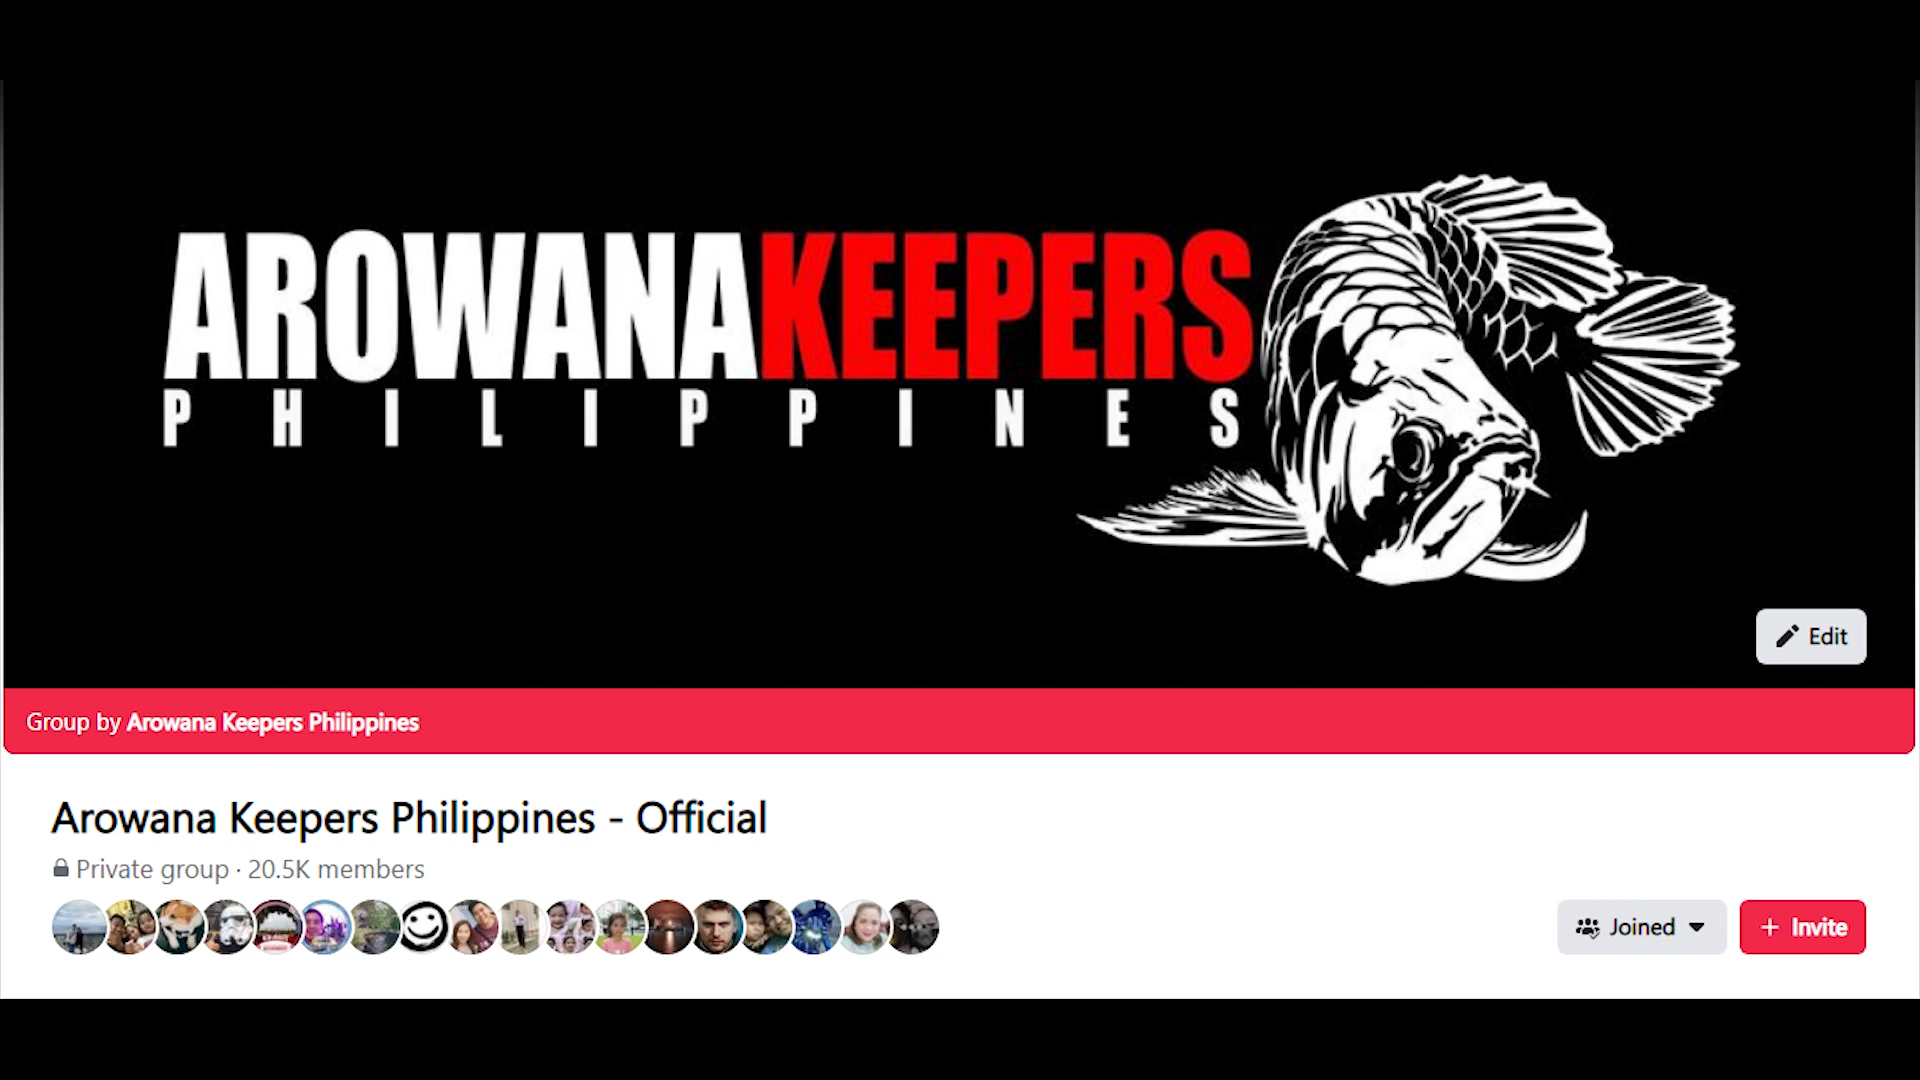 AROWANAKEEPERS
PHILIPPINES
Edit
Group by Arowana Keepers Philippines
Arowana Keepers Philippines - Official
Private group · 20.5K members
Joined
+ Invite